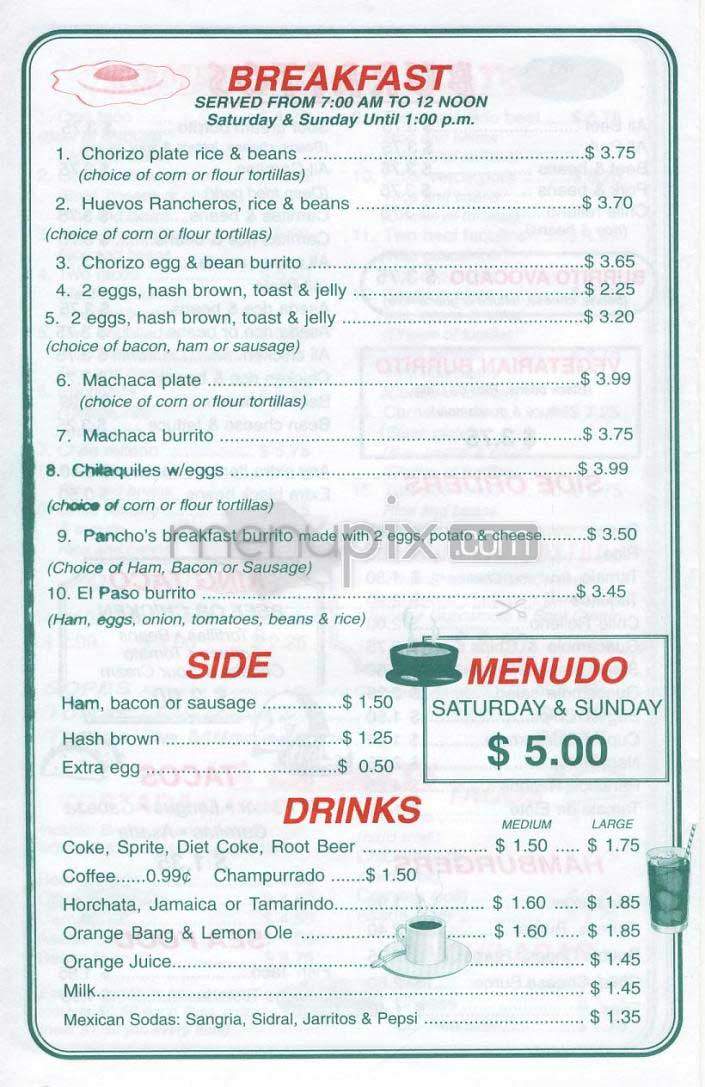 BREAKFAST
SERVED FROM 7:00 AM TO 12 NOON
Saturday & Sunday Until 1:00 p.m.
1. Chorizo plate rice & beans ........................................$ 3.75
(choice of corn or flour tortillas)
2. Huevos Rancheros, rice & beans ................................$ 3.70
(choice of corn or flour tortillas)
3. Chorizo egg & bean burrito ........................................$ 3.65
4. 2 eggs, hash brown, toast & jelly .................................$ 2.25
5. 2 eggs, hash brown, toast & jelly ..................................$ 3.20
(choice of bacon, ham or sausage)
6. Machaca plate .....................................................$ 3.99
(choice of corn or flour tortillas)
7. Machaca burrito ....................................................$ 3.75
8. Chilaquiles w/eggs ...................................................$ 3.99
(choice of corn or flour tortillas)
9. Pancho's breakfast burrito made with 2 eggs, potato & cheese........$ 3.50
(Choice of Ham, Bacon or Sausage)
10. El Paso burrito .....................................................$ 3.45
(Ham, eggs, onion, tomatoes, beans & rice)
menupix.com
SIDE
Ham, bacon or sausage ..............$ 1.50
Hash brown ..............................$ 1.25
Extra egg ..................................$ 0.50
MENUDO
SATURDAY & SUNDAY
$ 5.00
DRINKS
MEDIUM LARGE
Coke, Sprite, Diet Coke, Root Beer ..................$ 1.50 ..... $ 1.75
Coffee......0.99¢ Champurrado .......$ 1.50
Horchata, Jamaica or Tamarindo...................... $ 1.60 ..... $ 1.85
Orange Bang & Lemon Ole ............................ $ 1.60 ..... $ 1.85
Orange Juice............................................................ $ 1.45
Milk........................................................................ $ 1.45
Mexican Sodas: Sangria, Sidral, Jarritos & Pepsi ........................ $ 1.35